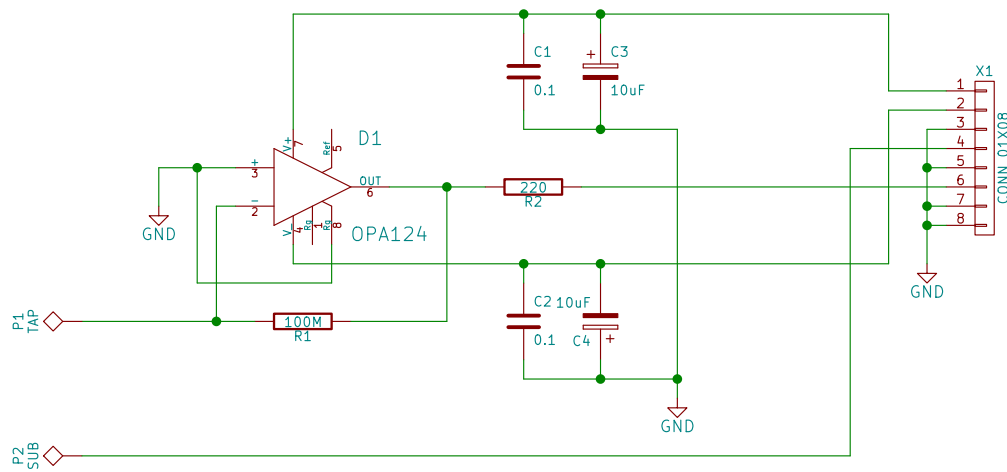 C1
0.1
C3
+
10uF
X1
1
2
3
4
5
6
7
8
CONN_01X08
D1
V+
7
Ref
5
+
3
-
2
OUT
6
V-
4
Rg
1
Rg
8
OPA124
GND
220
R2
GND
P1
TAP
100M
R1
C2
0.1
10uF
C4
+
GND
P2
SUB